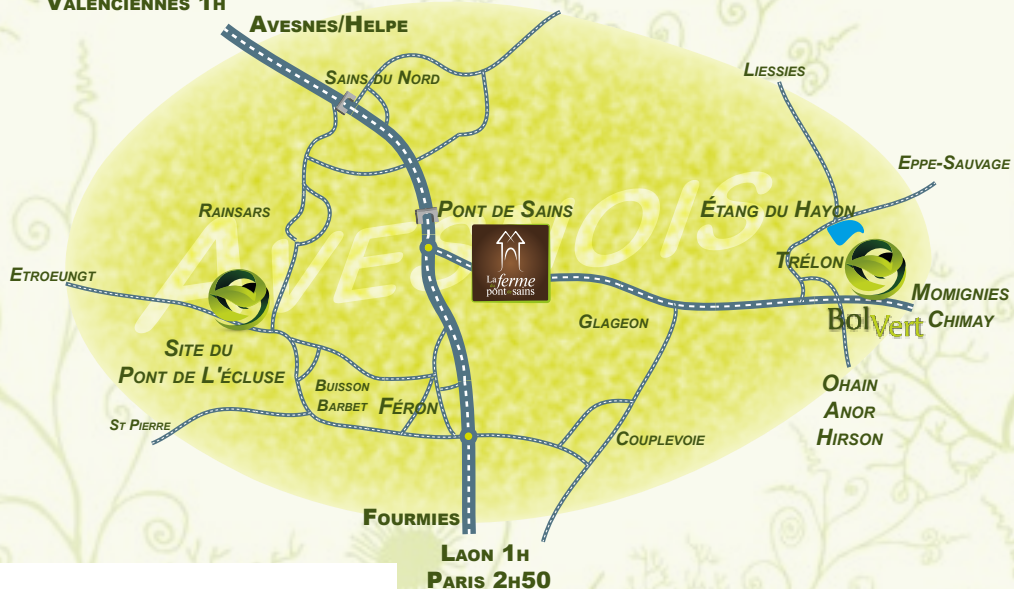 Valenciennes 1h
Avesnes/Helpe
Sains du Nord
Liessies
Eppe-Sauvage
Rainsars
Pont de Sains
Étang du Hayon
Avesnois
Etroeungt
La ferme
pont de sains
Trélon
Momignies
Chimay
Glageon
Bol Vert
Site du
Pont de L'écluse
Buisson
Barbet
Féron
Ohain
Anor
Hirson
St Pierre
Couplevoie
Fourmies
Laon 1h
Paris 2h50